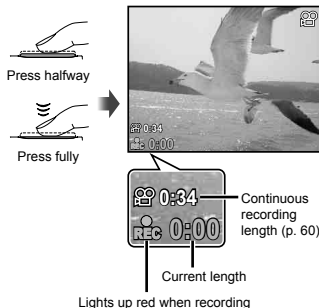 Press halfway
Press fully
0:34
REC 0:00
0:34
REC 0:00
Continuous
recording
length (p. 60)
Current length
Lights up red when recording